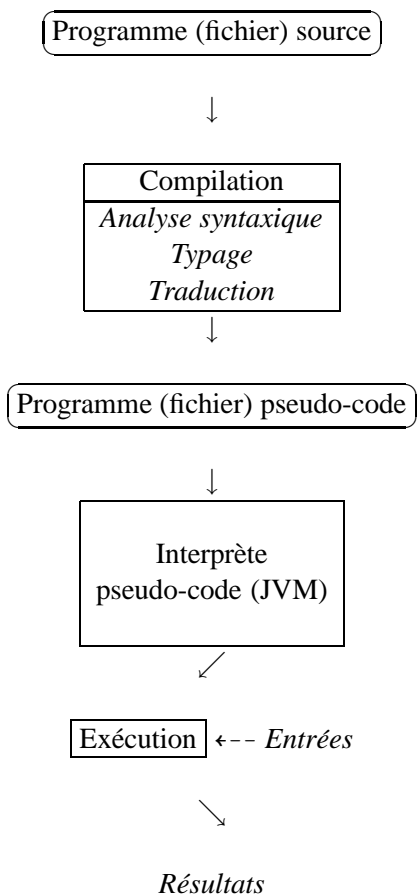 Programme (fichier) source
Compilation
Analyse syntaxique
Typage
Traduction
Programme (fichier) pseudo-code
Interprète
pseudo-code (JVM)
Exécution
Entrées
Résultats